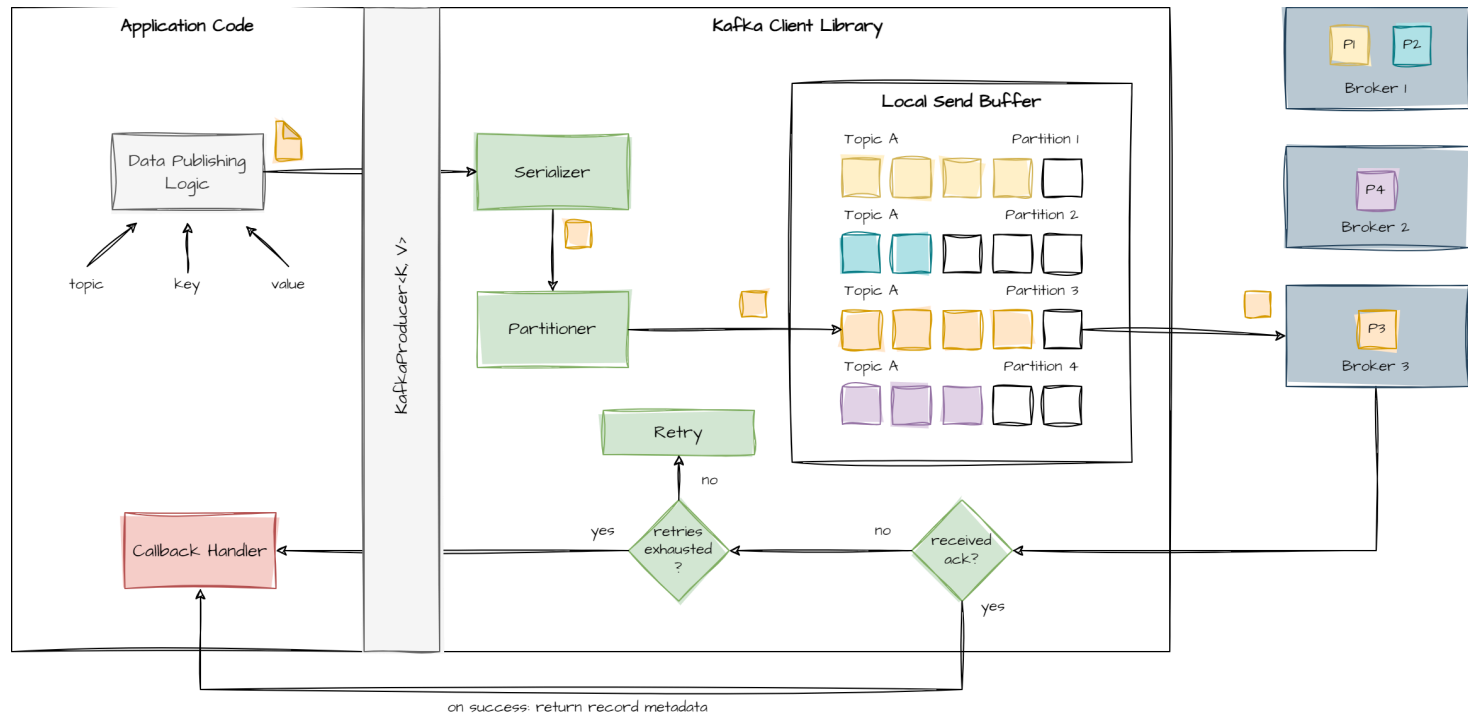 Application Code
Kafka Client Library
P1
P2
Broker 1
Local Send Buffer
Data Publishing
Logic
Serializer
Topic A
Partition 1
P4
Broker 2
Topic A
Partition 2
topic
key
value
KafkaProducer<K, V>
Partitioner
Topic A
Partition 3
P3
Broker 3
Topic A
Partition 4
Retry
no
Callback Handler
yes
retries
exhausted
?
no
received
ack?
yes
on success: return record metadata